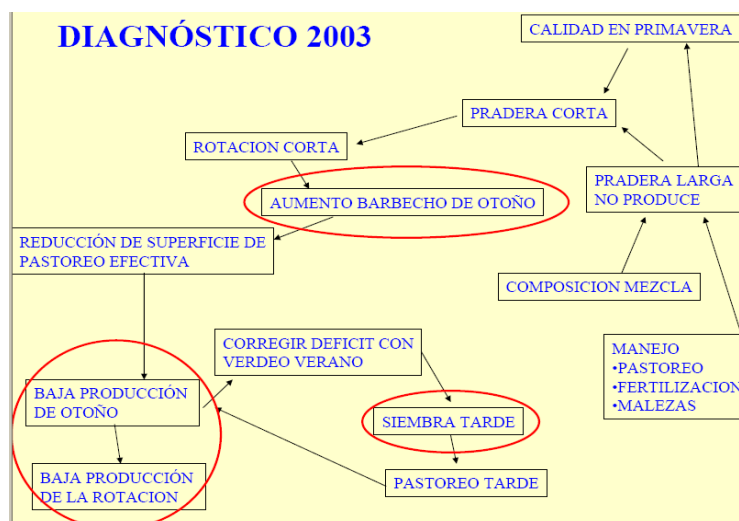 DIAGNÓSTICO 2003
CALIDAD EN PRIMAVERA
PRADERA CORTA
ROTACION CORTA
PRADERA LARGA
NO PRODUCE
AUMENTO BARBECHO DE OTOÑO
REDUCCIÓN DE SUPERFICIE DE
PASTOREO EFECTIVA
COMPOSICION MEZCLA
CORREGIR DEFICIT CON
VERDEO VERANO
MANEJO
•PASTOREO
•FERTILIZACION
•MALEZAS
BAJA PRODUCCIÓN
DE OTOÑO
SIEMBRA TARDE
BAJA PRODUCCIÓN
DE LA ROTACION
PASTOREO TARDE